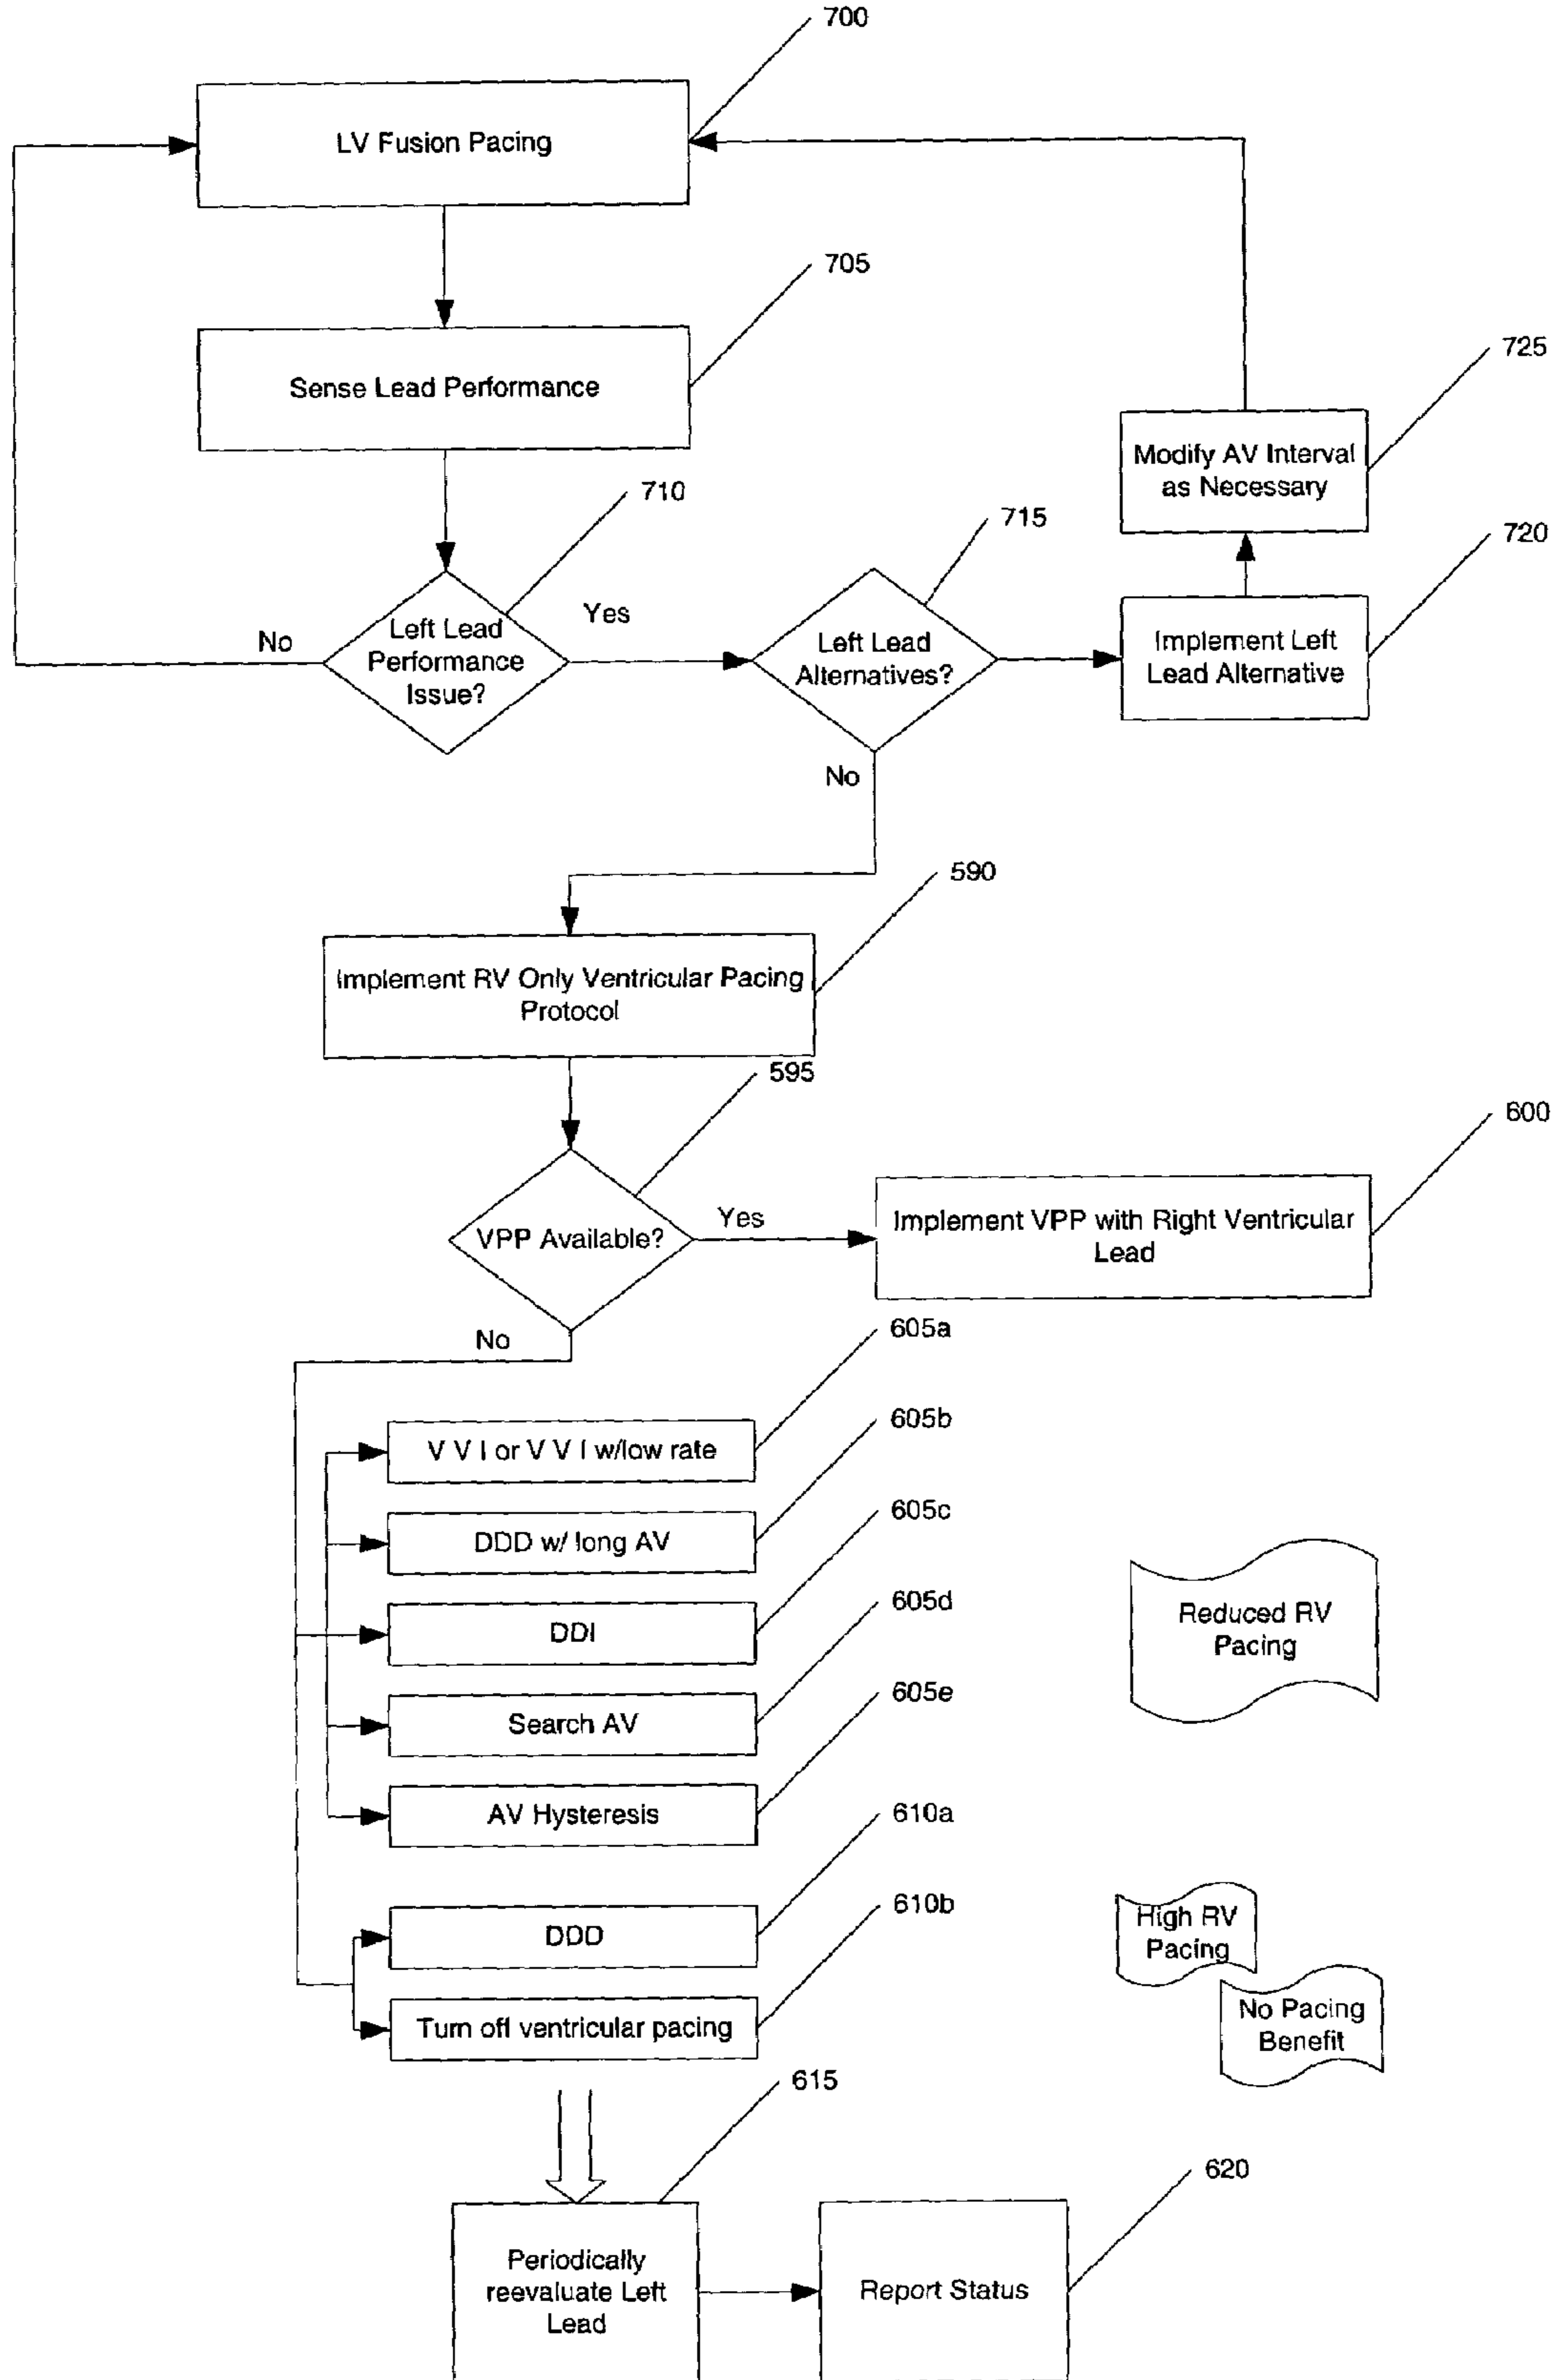 700
LV Fusion Pacing
705
Sense Lead Performance
725
Modify AV Interval
as Necessary
710
715
720
Yes
No
Left Lead
Performance
Issue?
Left Lead
Alternatives?
Implement Left
Lead Alternative
No
590
Implement RV Only Ventricular Pacing
Protocol
595
600
VPP Available?
Yes
Implement VPP with Right Ventricular
Lead
No
605a
V V I or V V I w/low rate
605b
DDD w/ long AV
605c
DDI
605d
Search AV
605e
AV Hysteresis
Reduced RV
Pacing
610a
DDD
610b
Turn off ventricular pacing
High RV
Pacing
No Pacing
Benefit
615
Periodically
reevaluate Left
Lead
620
Report Status